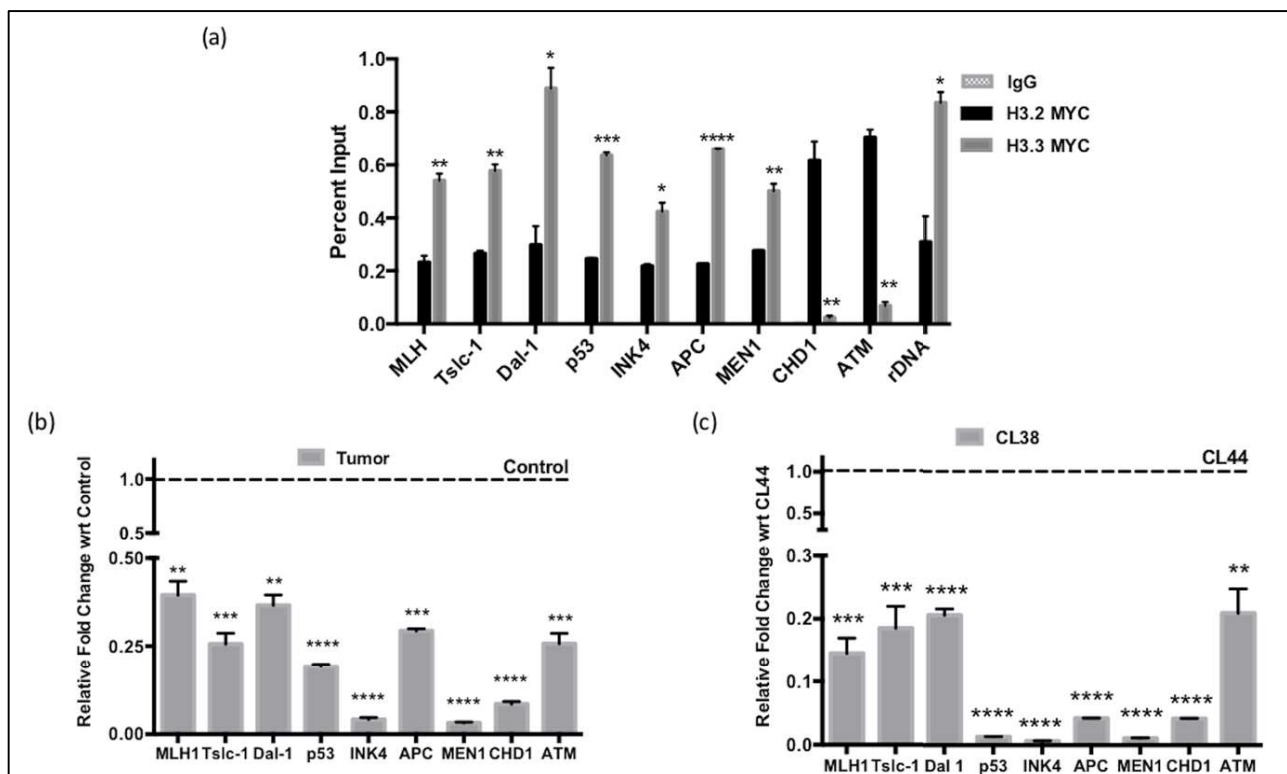 (a)
Percent Input
1.0
0.8
0.6
0.4
0.2
0.0
** ** * *** * **** ** ** ** *
IgG
H3.2 MYC
H3.3 MYC
MLH Tslc-1 Dal-1 p53 INK4 APC MEN1 CHD1 ATM rDNA
(b)
Relative Fold Change wrt Control
Tumor
Control
1.0
0.5
0.50
0.25
0.00
** *** ** **** **** *** **** **** ***
MLH1 Tslc-1 Dal-1 p53 INK4 APC MEN1 CHD1 ATM
(c)
Relative Fold Change wrt CL44
CL38
CL44
1.0
0.5
0.3
0.2
0.1
0.0
*** *** **** **** **** **** **** **** **
MLH1 Tslc-1 Dal 1 p53 INK4 APC MEN1 CHD1 ATM